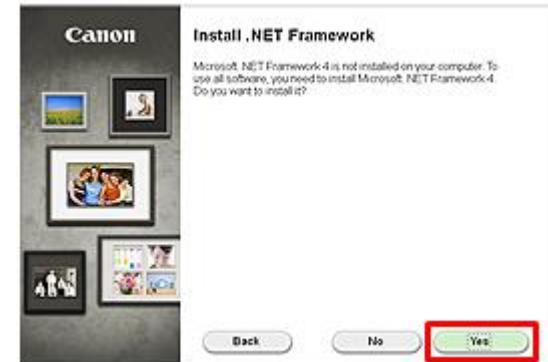 Canon
Install .NET Framework
Microsoft .NET Framework 4 is not installed on your computer. To
use all software, you need to install Microsoft .NET Framework 4.
Do you want to install it?
Back
No
Yes